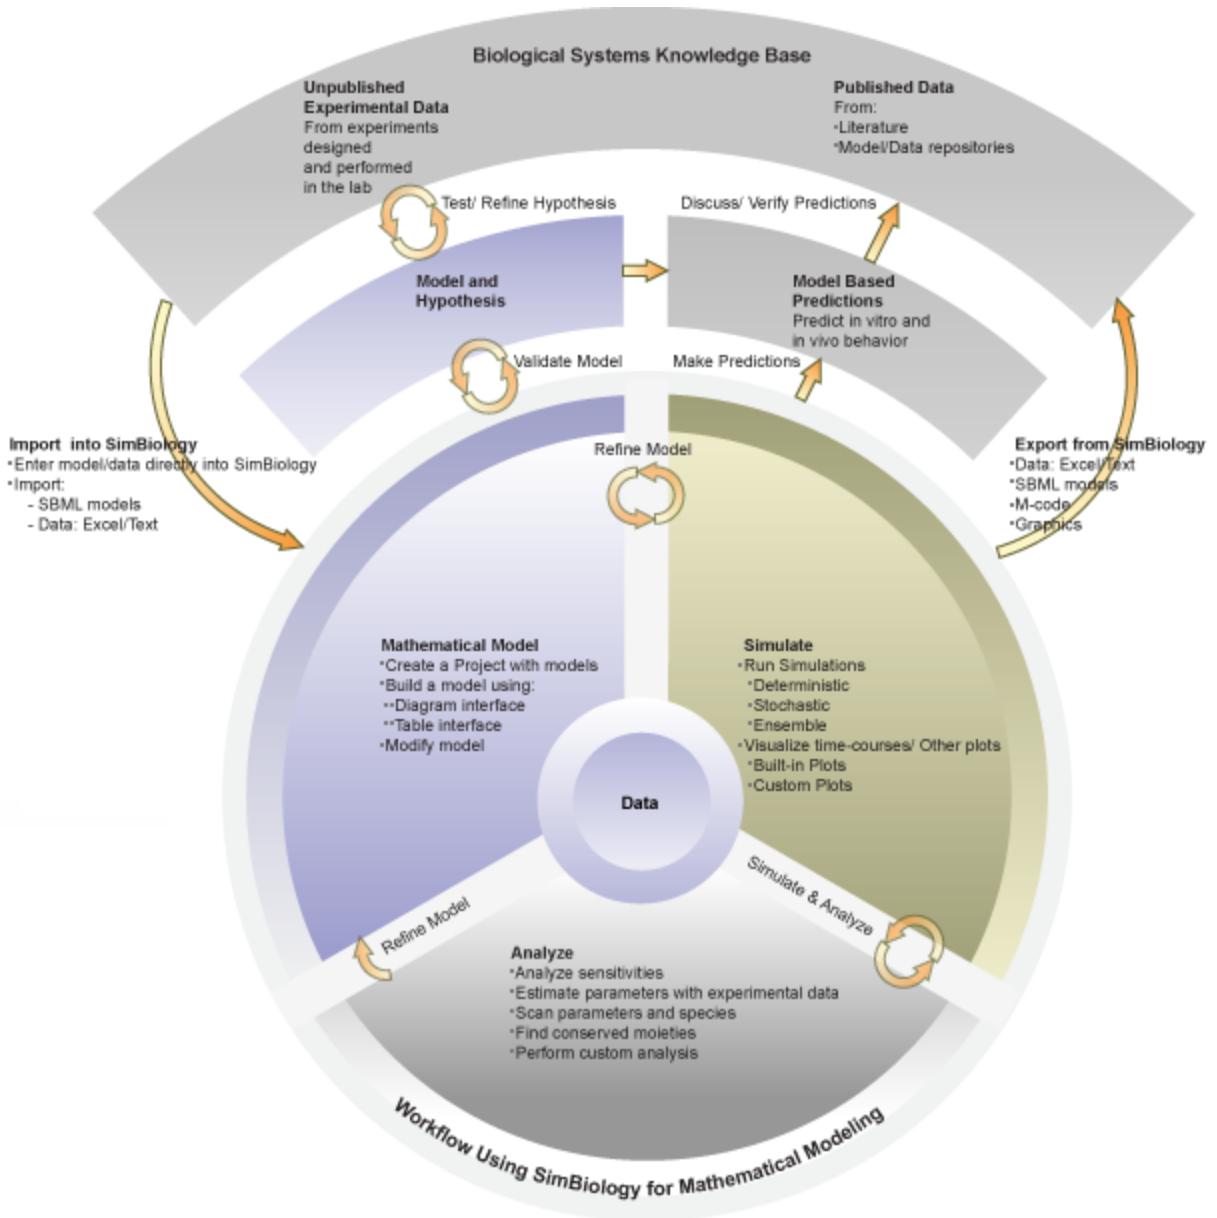 Biological Systems Knowledge Base
Unpublished
Experimental Data
From experiments
designed
and performed
in the lab
Published Data
From:
•Literature
•Model/Data repositories
Test/ Refine Hypothesis
Discuss/ Verify Predictions
Model and
Hypothesis
Model Based
Predictions
Predict in vitro and
in vivo behavior
Validate Model
Make Predictions
Import into SimBiology
•Enter model/data directly into SimBiology
•Import:
- SBML models
- Data: Excel/Text
Refine Model
Export from SimBiology
•Data: Excel/Text
•SBML models
•M-code
•Graphics
Mathematical Model
•Create a Project with models
•Build a model using:
••Diagram interface
••Table interface
•Modify model
Simulate
•Run Simulations
•Deterministic
•Stochastic
•Ensemble
•Visualize time-courses/ Other plots
•Built-in Plots
•Custom Plots
Data
Refine Model
Simulate & Analyze
Analyze
•Analyze sensitivities
•Estimate parameters with experimental data
•Scan parameters and species
•Find conserved moieties
•Perform custom analysis
Workflow Using SimBiology for Mathematical Modeling